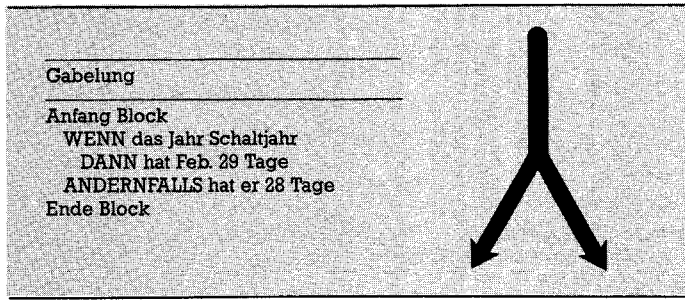 Gabelung
Anfang Block
WENN das Jahr Schaltjahr
DANN hat Feb. 29 Tage
ANDERNFALLS hat er 28 Tage
Ende Block